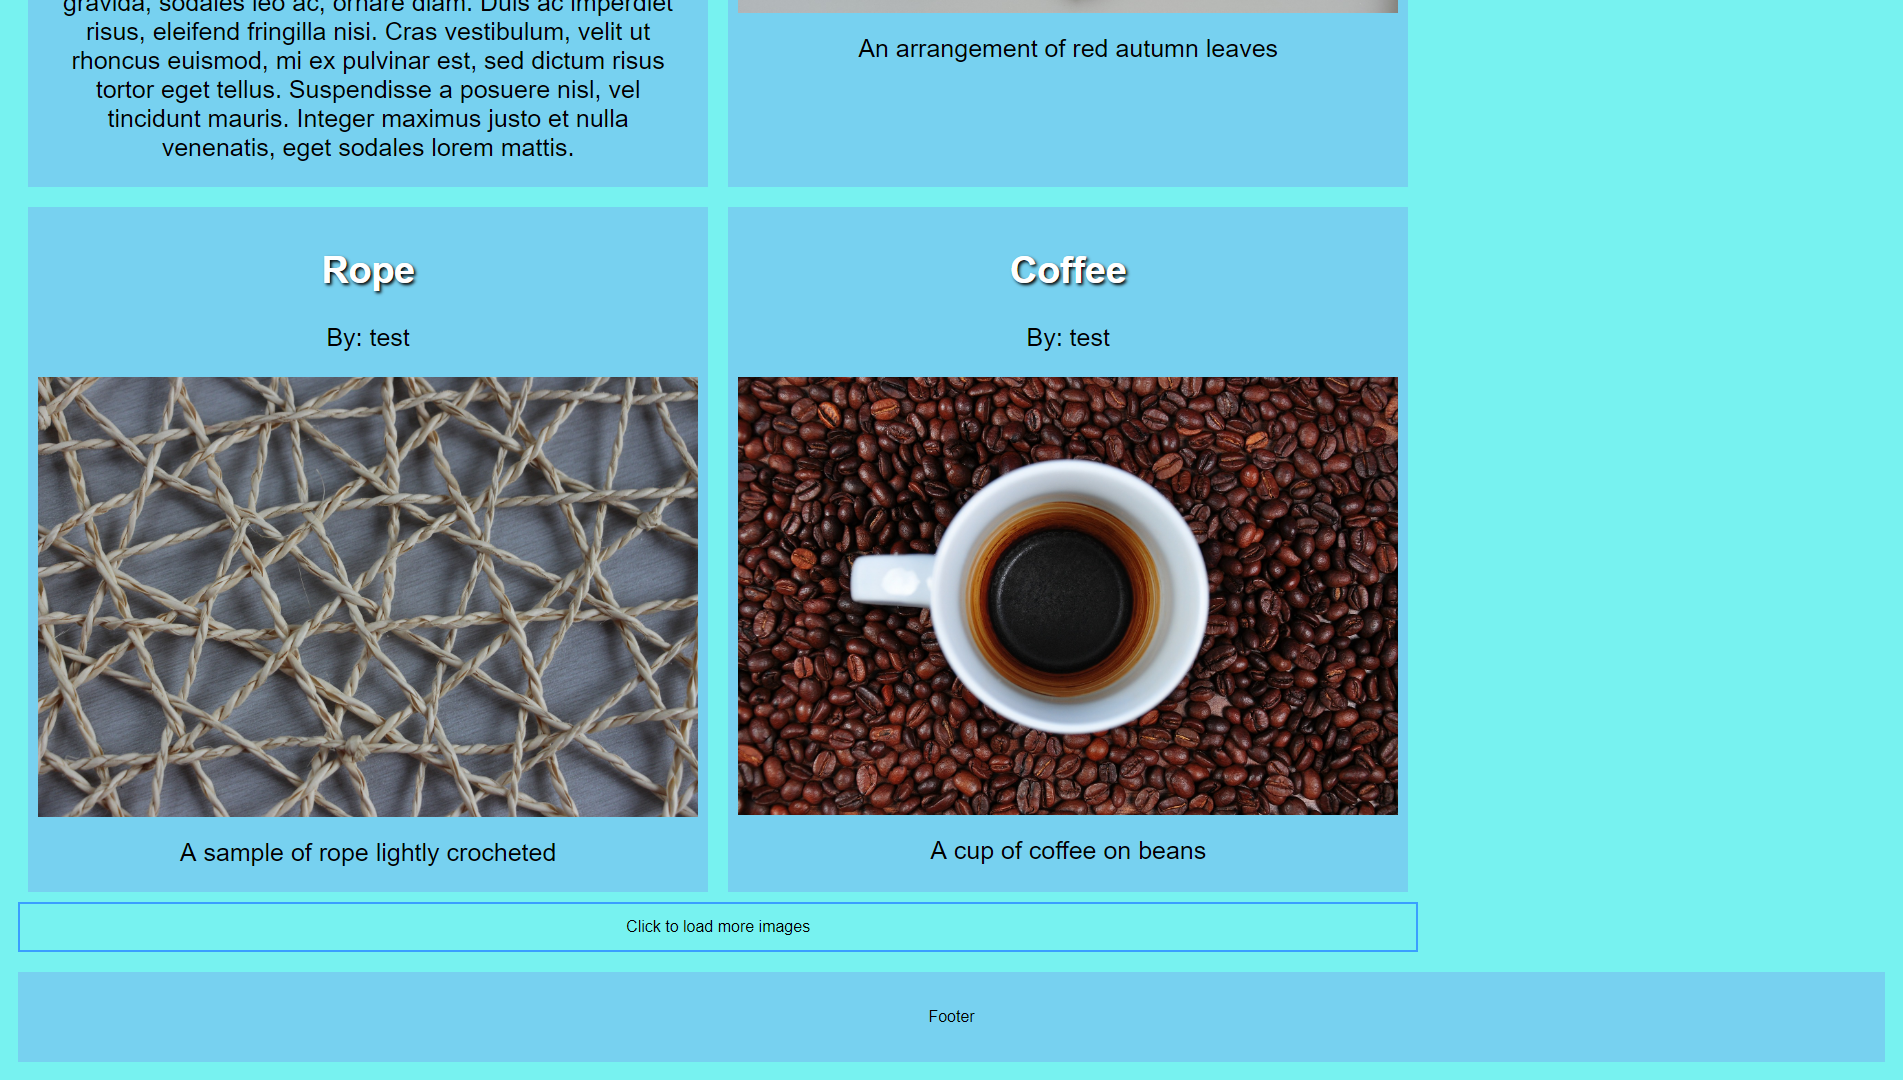 gravida, sodales leo ac, ornare diam. Duis ac imperdiet
risus, eleifend fringilla nisi. Cras vestibulum, velit ut
rhoncus euismod, mi ex pulvinar est, sed dictum risus
tortor eget tellus. Suspendisse a posuere nisl, vel
tincidunt mauris. Integer maximus justo et nulla
venenatis, eget sodales lorem mattis.
An arrangement of red autumn leaves
Rope
By: test
A sample of rope lightly crocheted
Coffee
By: test
A cup of coffee on beans
Click to load more images
Footer